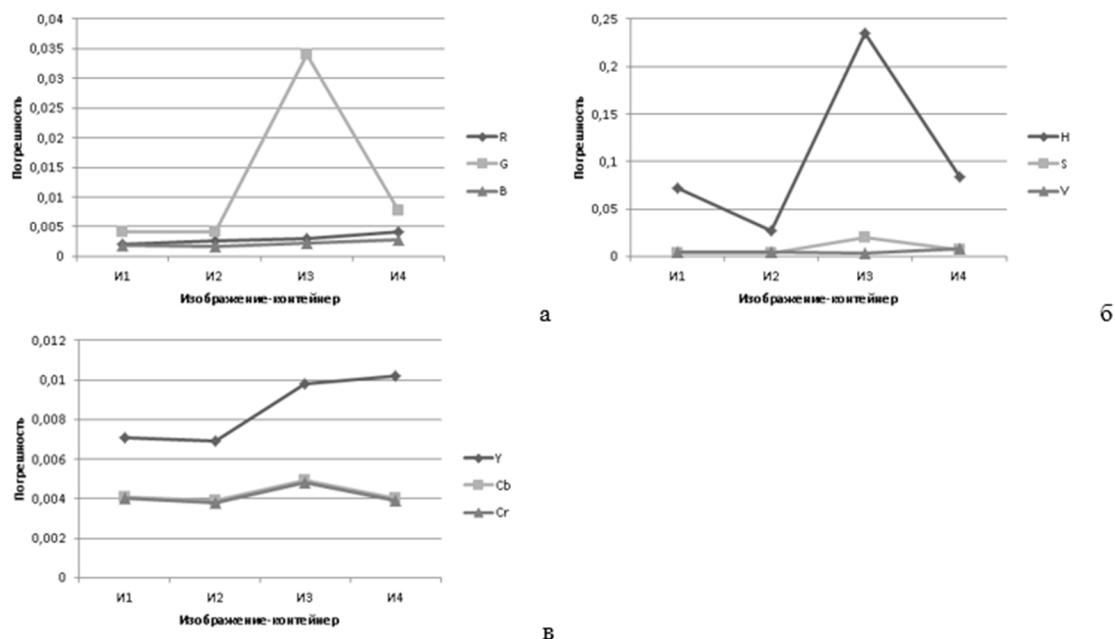 0,04
0,035
0,03
0,025
0,02
0,015
0,01
0,005
0
Погрешность
И1 И2 И3 И4
Изображение-контейнер
R
G
B
а
0,25
0,2
0,15
0,1
0,05
0
Погрешность
И1 И2 И3 И4
Изображение-контейнер
H
S
V
б
0,012
0,01
0,008
0,006
0,004
0,002
0
Погрешность
И1 И2 И3 И4
Изображение-контейнер
Y
Cb
Cr
в